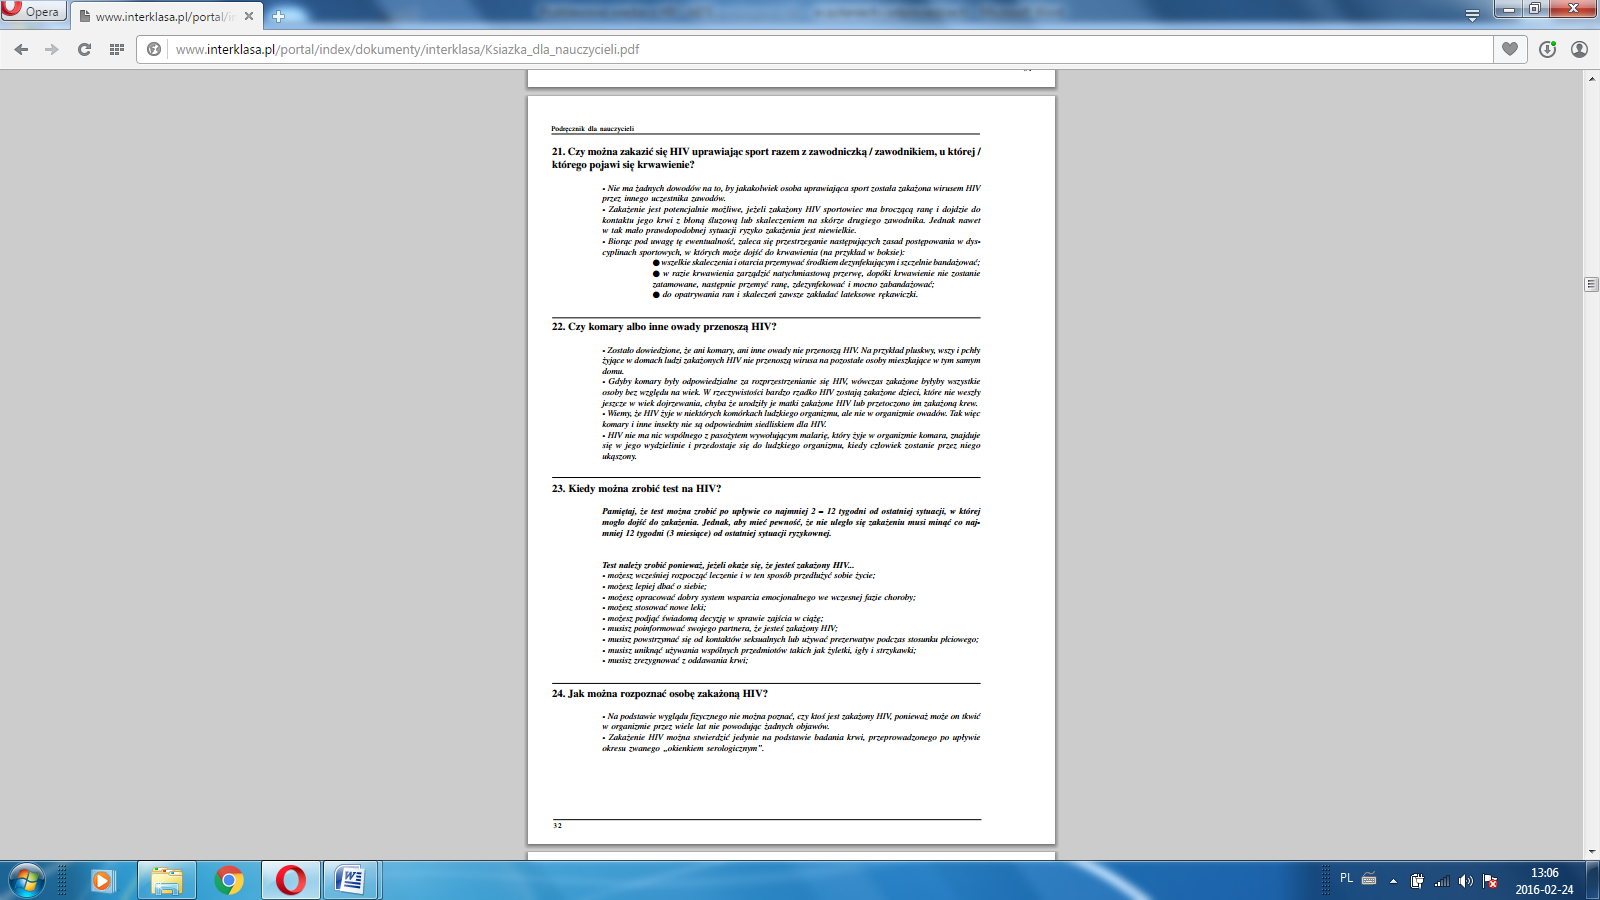 Opera
www.interklasa.pl/portal/i
www.interklasa.pl/portal/index/dokumenty/interklasa/Ksiazka_dla_nauczycieli.pdf
Podręcznik dla nauczycieli
21. Czy można zakazić się HIV uprawiając sport razem z zawodniczką / zawodnikiem, u której /
którego pojawi się krwawienie?
- Nie ma żadnych dowodów na to, by jakakolwiek osoba uprawiająca sport została zakażona wirusem HIV
przez innego uczestnika zawodów.
- Zakażenie jest potencjalnie możliwe, jeżeli zakażony HIV sportowiec ma broczącą ranę i dojdzie do
kontaktu jego krwi z błoną śluzową lub skaleczeniem na skórze drugiego zawodnika. Jednak nawet
w tak mało prawdopodobnej sytuacji ryzyko zakażenia jest niewielkie.
- Biorąc pod uwagę tę ewentualność, zaleca się przestrzeganie następujących zasad postępowania w dys-
cyplinach sportowych, w których może dojść do krwawienia (na przykład w boksie):
● wszelkie skaleczenia i otarcia przemywać środkiem dezynfekującym i szczelnie bandażować;
● w razie krwawienia zarządzić natychmiastową przerwę, dopóki krwawienie nie zostanie
zatamowane, następnie przemyć ranę, zdezynfekować i mocno zabandażować;
● do opatrywania ran i skaleczeń zawsze zakładać lateksowe rękawiczki.
22. Czy komary albo inne owady przenoszą HIV?
- Zostało dowiedzione, że ani komary, ani inne owady nie przenoszą HIV. Na przykład pluskwy, wszy i pchły
żyjące w domach ludzi zakażonych HIV nie przenoszą wirusa na pozostałe osoby mieszkające w tym samym
domu.
- Gdyby komary były odpowiedzialne za rozprzestrzenianie się HIV, wówczas zakażone byłyby wszystkie
osoby bez względu na wiek. W rzeczywistości bardzo rzadko HIV zostają zakażone dzieci, które nie weszły
jeszcze w wiek dojrzewania, chyba że urodziły je matki zakażone HIV lub przetoczono im zakażoną krew.
- Wiemy, że HIV żyje w niektórych komórkach ludzkiego organizmu, ale nie w organizmie owadów. Tak więc
komary i inne insekty nie są odpowiednim siedliskiem dla HIV.
- HIV nie ma nic wspólnego z pasożytem wywołującym malarię, który żyje w organizmie komara, znajduje
się w jego wydzielinie i przedostaje się do ludzkiego organizmu, kiedy człowiek zostanie przez niego
ukąszony.
23. Kiedy można zrobić test na HIV?
Pamiętaj, że test można zrobić po upływie co najmniej 2 – 12 tygodni od ostatniej sytuacji, w której
mogło dojść do zakażenia. Jednak, aby mieć pewność, że nie uległo się zakażeniu musi minąć co naj-
mniej 12 tygodni (3 miesiące) od ostatniej sytuacji ryzykownej.
Test należy zrobić ponieważ, jeżeli okaże się, że jesteś zakażony HIV...
- możesz wcześniej rozpocząć leczenie i w ten sposób przedłużyć sobie życie;
- możesz lepiej dbać o siebie;
- możesz opracować dobry system wsparcia emocjonalnego we wczesnej fazie choroby;
- możesz stosować nowe leki;
- możesz podjąć świadomą decyzję w sprawie zajścia w ciążę;
- musisz poinformować swojego partnera, że jesteś zakażony HIV;
- musisz powstrzymać się od kontaktów seksualnych lub używać prezerwatyw podczas stosunku płciowego;
- musisz uniknąć używania wspólnych przedmiotów takich jak żyletki, igły i strzykawki;
- musisz zrezygnować z oddawania krwi;
24. Jak można rozpoznać osobę zakażoną HIV?
- Na podstawie wyglądu fizycznego nie można poznać, czy ktoś jest zakażony HIV, ponieważ może on tkwić
w organizmie przez wiele lat nie powodując żadnych objawów.
- Zakażenie HIV można stwierdzić jedynie na podstawie badania krwi, przeprowadzonego po upływie
okresu zwanego „okienkiem serologicznym”.
32
PL
13:06
2016-02-24